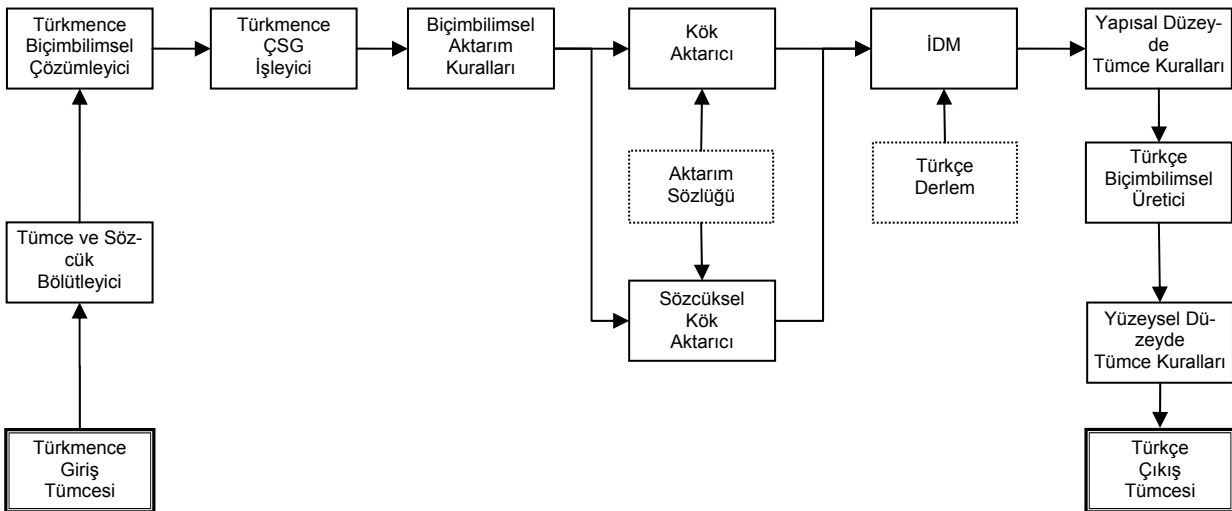 Türkmence
Biçimbilimsel
Çözümleyici
Türkmence
ÇSG
İşleyici
Biçimbilimsel
Aktarım
Kuralları
Kök
Aktarıcı
İDM
Yapısal Düzey-
de
Tümce Kuralları
Aktarım
Sözlüğü
Türkçe
Derlem
Türkçe
Biçimbilimsel
Üretici
Tümce ve Söz-
cük
Bölütleyici
Sözcüksel
Kök
Aktarıcı
Yüzeysel Dü-
zeyde
Tümce Kuralları
Türkmence
Giriş
Tümcesi
Türkçe
Çıkış
Tümcesi